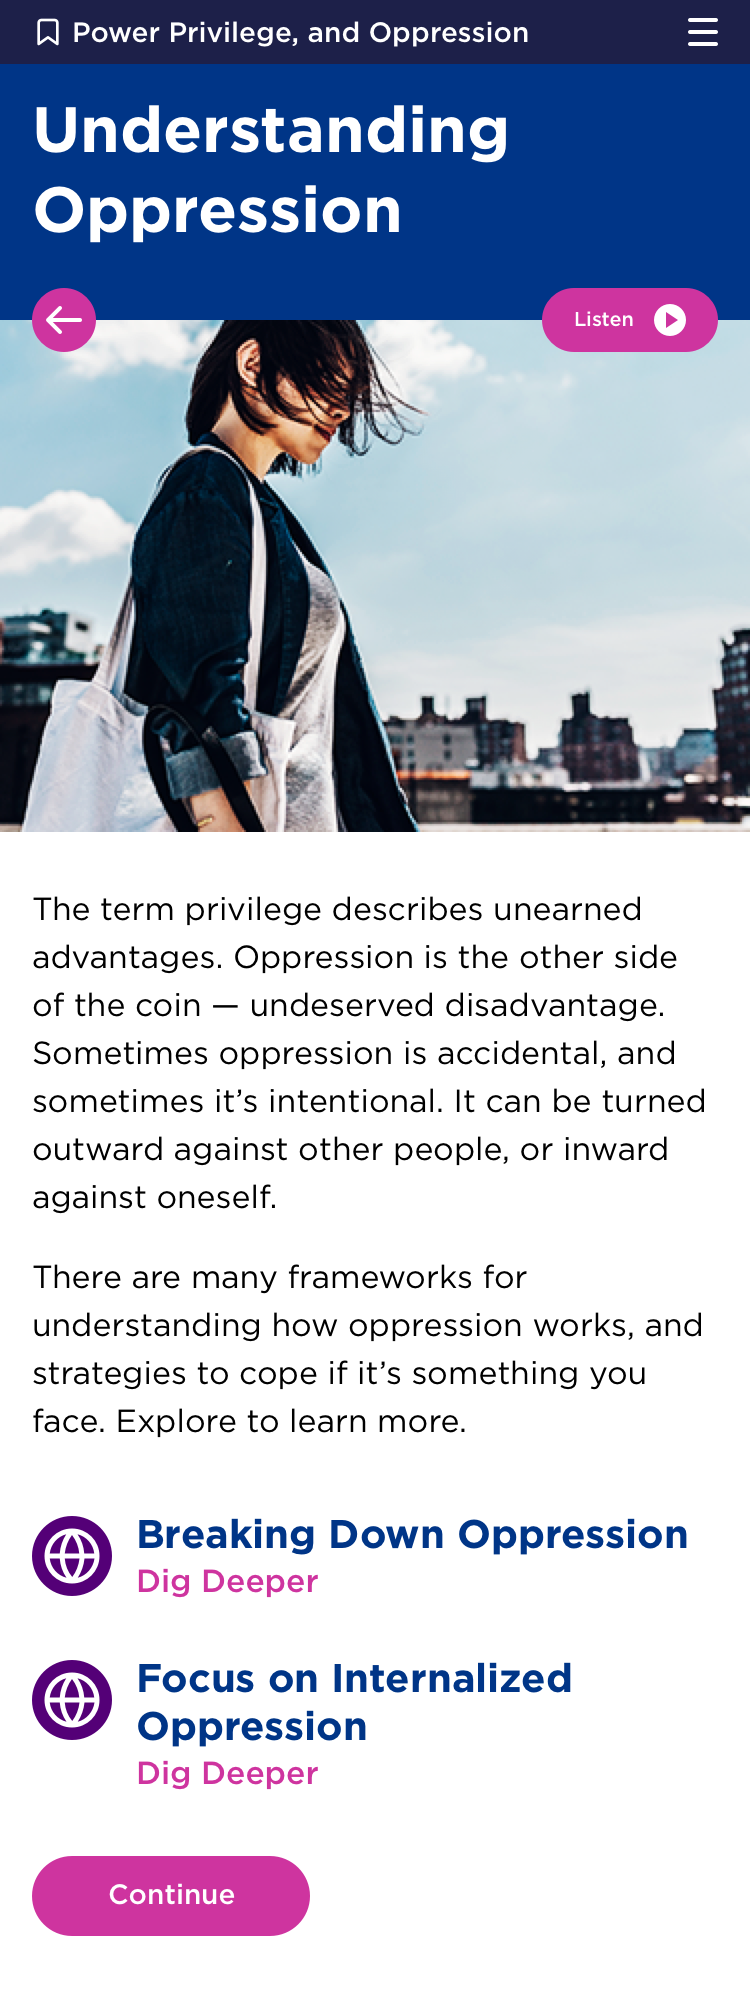 Power Privilege, and Oppression
Understanding
Oppression
Listen
The term privilege describes unearned
advantages. Oppression is the other side
of the coin — undeserved disadvantage.
Sometimes oppression is accidental, and
sometimes it’s intentional. It can be turned
outward against other people, or inward
against oneself.
There are many frameworks for
understanding how oppression works, and
strategies to cope if it’s something you
face. Explore to learn more.
Breaking Down Oppression
Dig Deeper
Focus on Internalized
Oppression
Dig Deeper
Continue